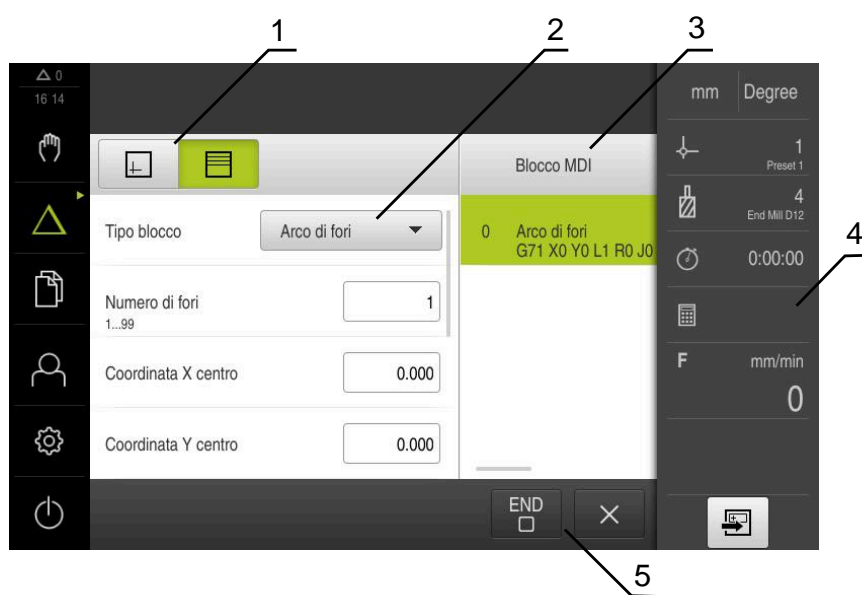 1
2
3
0
16 14
mm Degree
1
Preset 1
Blocco MDI
4
End Mill D12
Tipo blocco
Arco di fori
0 Arco di fori
G71 X0 Y0 L1 R0 J0
4
0:00:00
Numero di fori
1...99
1
F mm/min
0
Coordinata X centro
0.000
Coordinata Y centro
0.000
END
5